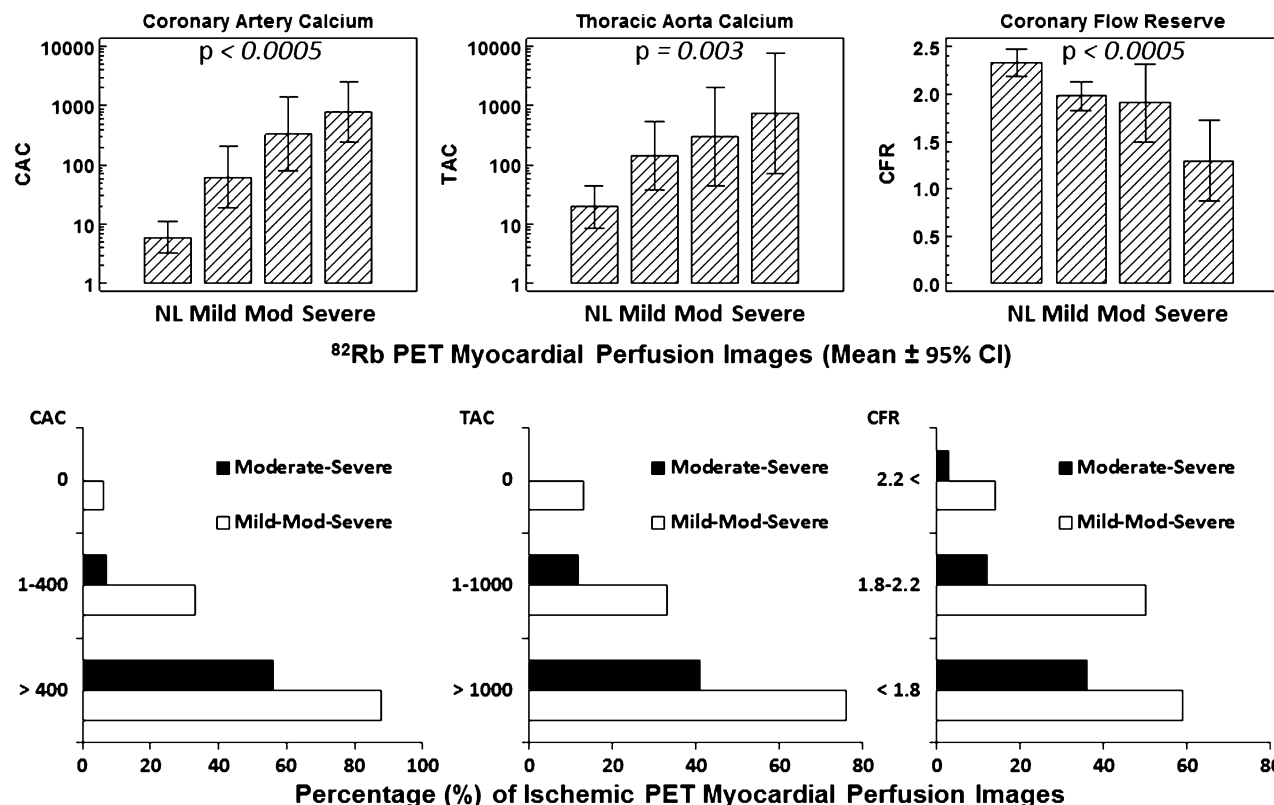 Coronary Artery Calcium
p < 0.0005
10000
1000
100
10
1
CAC
NL Mild Mod Severe
Thoracic Aorta Calcium
p = 0.003
10000
1000
100
10
1
TAC
NL Mild Mod Severe
Coronary Flow Reserve
p < 0.0005
2.5
2.0
1.5
1.0
0.5
0.0
CFR
NL Mild Mod Severe
⁸²Rb PET Myocardial Perfusion Images (Mean ± 95% CI)
CAC
0
1-400
> 400
Moderate-Severe
Mild-Mod-Severe
0 20 40 60 80 100
TAC
0
1-1000
> 1000
Moderate-Severe
Mild-Mod-Severe
0 20 40 60 80
CFR
2.2 <
1.8-2.2
< 1.8
Moderate-Severe
Mild-Mod-Severe
0 20 40 60 80
Percentage (%) of Ischemic PET Myocardial Perfusion Images